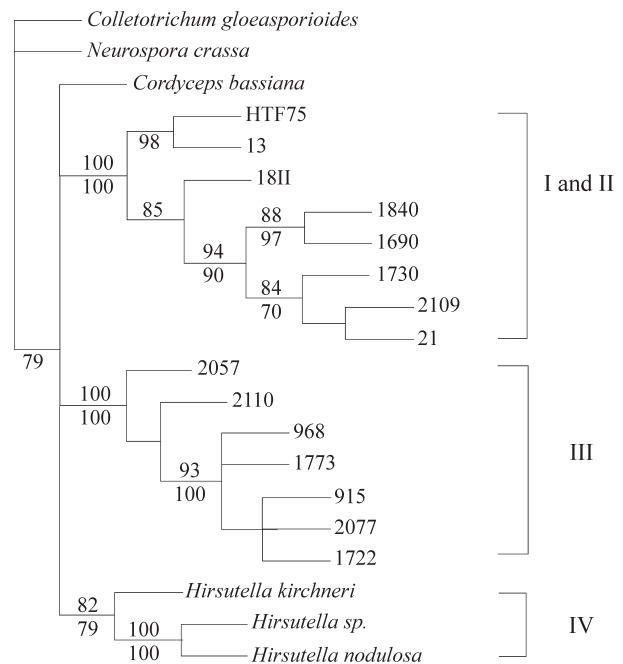 Colletotrichum gloeasporioides
Neurospora crassa
Cordyceps bassiana
HTF75
98
13
100
100
18II
I and II
85
88
97
1840
1690
94
90
1730
84
70
2109
21
79
2057
100
100
2110
968
III
93
100
1773
915
2077
1722
Hirsutella kirchneri
82
79
Hirsutella sp.
100
100
IV
Hirsutella nodulosa